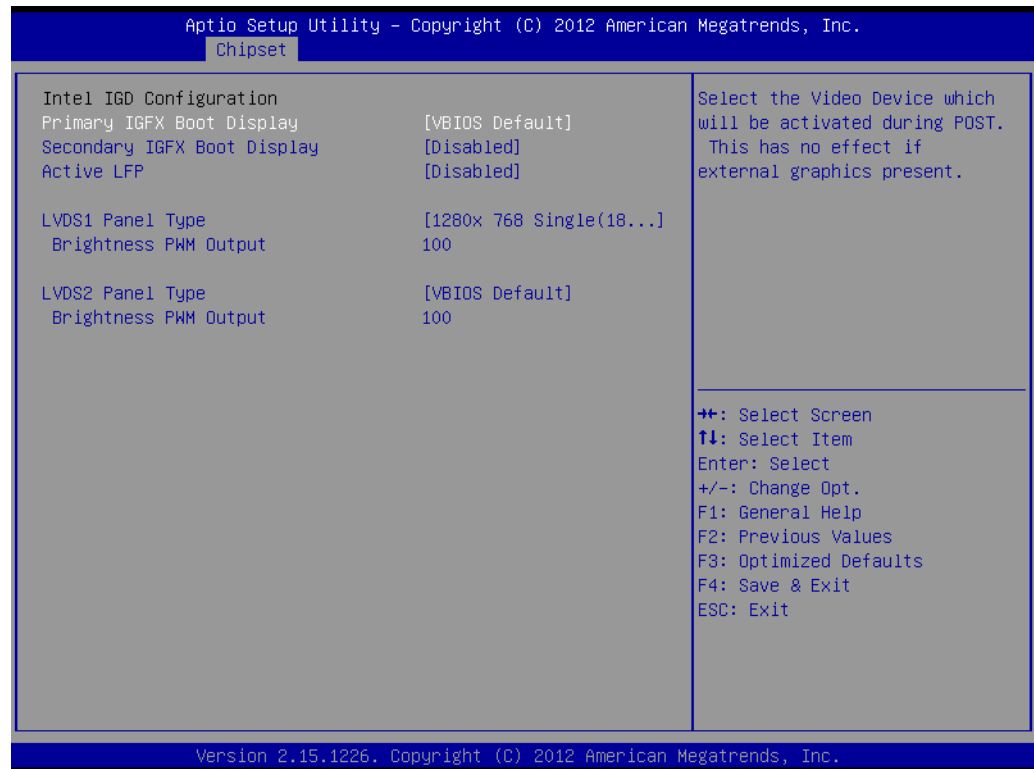 Aptio Setup Utility – Copyright (C) 2012 American Megatrends, Inc.
Chipset
Intel IGD Configuration
Primary IGFX Boot Display [VBIOS Default]
Secondary IGFX Boot Display [Disabled]
Active LFP [Disabled]
LVDS1 Panel Type [1280x 768 Single(18...]
Brightness PWM Output 100
LVDS2 Panel Type [VBIOS Default]
Brightness PWM Output 100
Select the Video Device which
will be activated during POST.
This has no effect if
external graphics present.
→←: Select Screen
↑↓: Select Item
Enter: Select
+/-: Change Opt.
F1: General Help
F2: Previous Values
F3: Optimized Defaults
F4: Save & Exit
ESC: Exit
Version 2.15.1226. Copyright (C) 2012 American Megatrends, Inc.